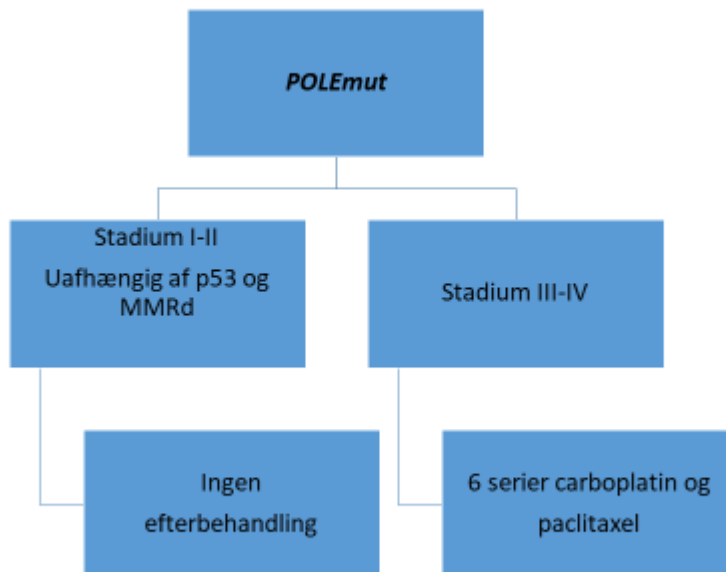 POLEmut
Stadium I-II
Uafhængig af p53 og
MMRd
Stadium III-IV
Ingen
efterbehandling
6 serier carboplatin og
paclitaxel